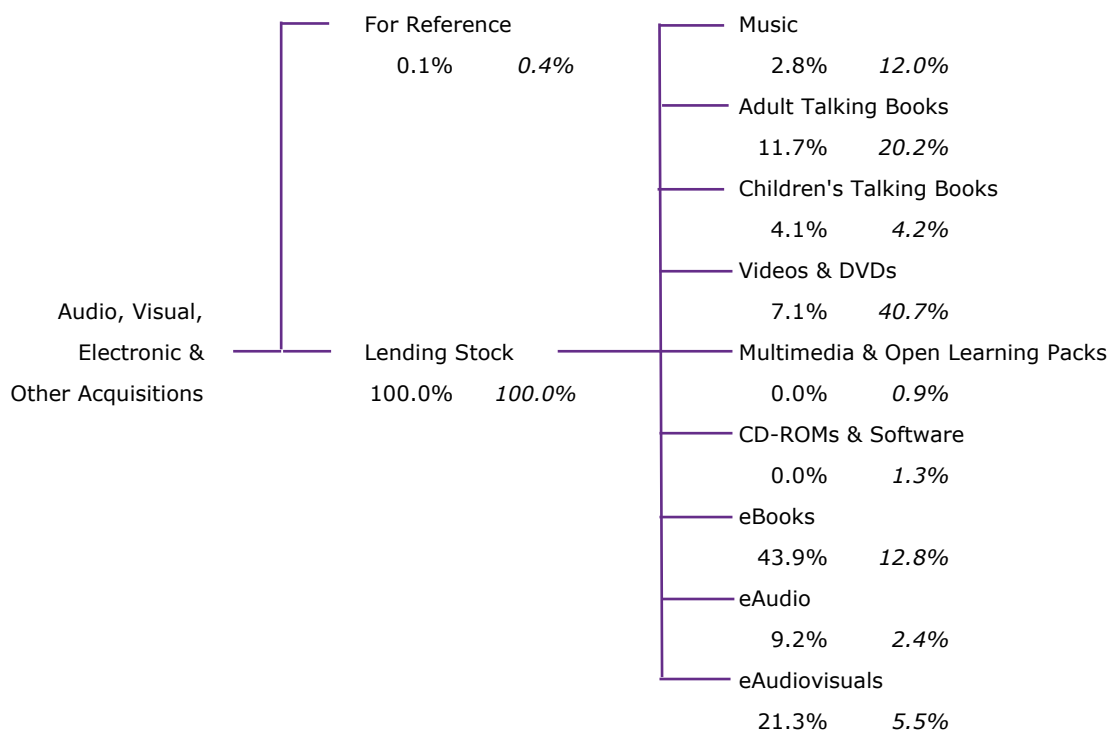 For Reference
0.1% 0.4%
Audio, Visual,
Electronic &
Other Acquisitions
Lending Stock
100.0% 100.0%
Music
2.8% 12.0%
Adult Talking Books
11.7% 20.2%
Children's Talking Books
4.1% 4.2%
Videos & DVDs
7.1% 40.7%
Multimedia & Open Learning Packs
0.0% 0.9%
CD-ROMs & Software
0.0% 1.3%
eBooks
43.9% 12.8%
eAudio
9.2% 2.4%
eAudiovisuals
21.3% 5.5%